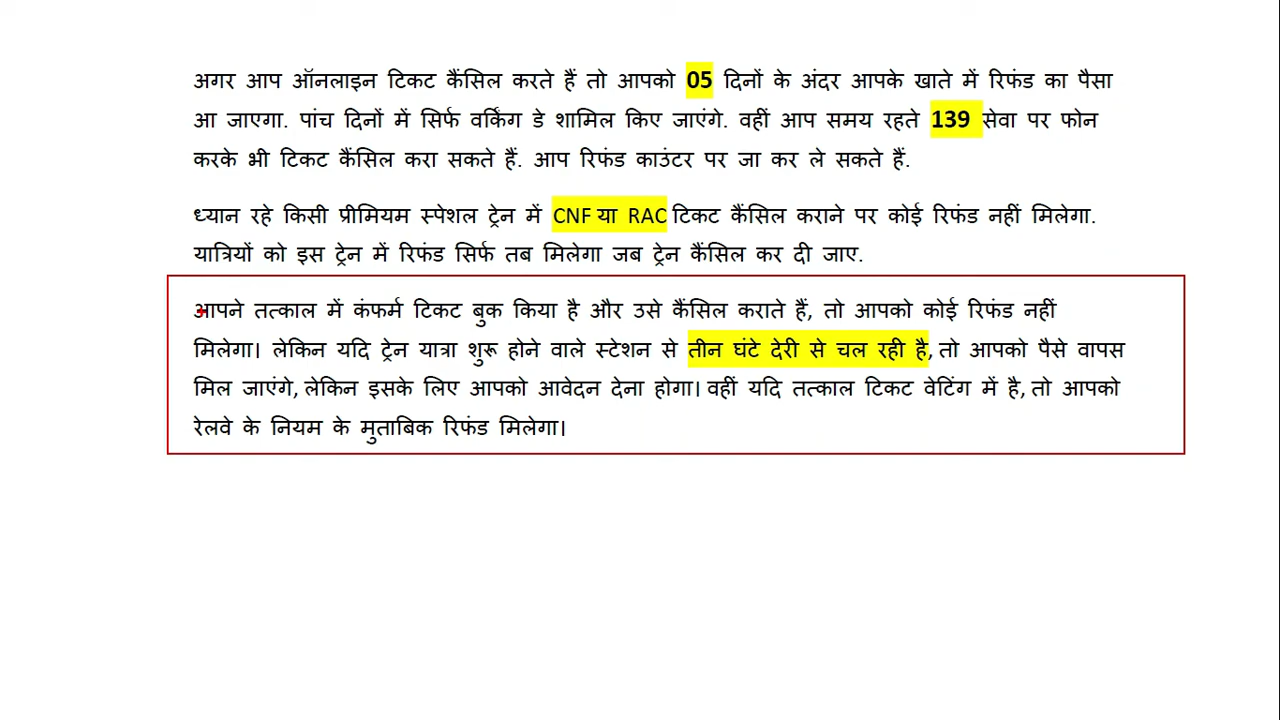 अगर आप ऑनलाइन टिकट कैंसिल करते हैं तो आपको 05 दिनों के अंदर आपके खाते में रिफंड का पैसा
आ जाएगा. पांच दिनों में सिर्फ वर्किंग डे शामिल किए जाएंगे. वहीं आप समय रहते 139 सेवा पर फोन
करके भी टिकट कैंसिल करा सकते हैं. आप रिफंड काउंटर पर जा कर ले सकते हैं.
ध्यान रहे किसी प्रीमियम स्पेशल ट्रेन में CNF या RAC टिकट कैंसिल कराने पर कोई रिफंड नहीं मिलेगा.
यात्रियों को इस ट्रेन में रिफंड सिर्फ तब मिलेगा जब ट्रेन कैंसिल कर दी जाए.
आपने तत्काल में कंफर्म टिकट बुक किया है और उसे कैंसिल कराते हैं, तो आपको कोई रिफंड नहीं
मिलेगा। लेकिन यदि ट्रेन यात्रा शुरू होने वाले स्टेशन से तीन घंटे देरी से चल रही है, तो आपको पैसे वापस
मिल जाएंगे, लेकिन इसके लिए आपको आवेदन देना होगा। वहीं यदि तत्काल टिकट वेटिंग में है, तो आपको
रेलवे के नियम के मुताबिक रिफंड मिलेगा।